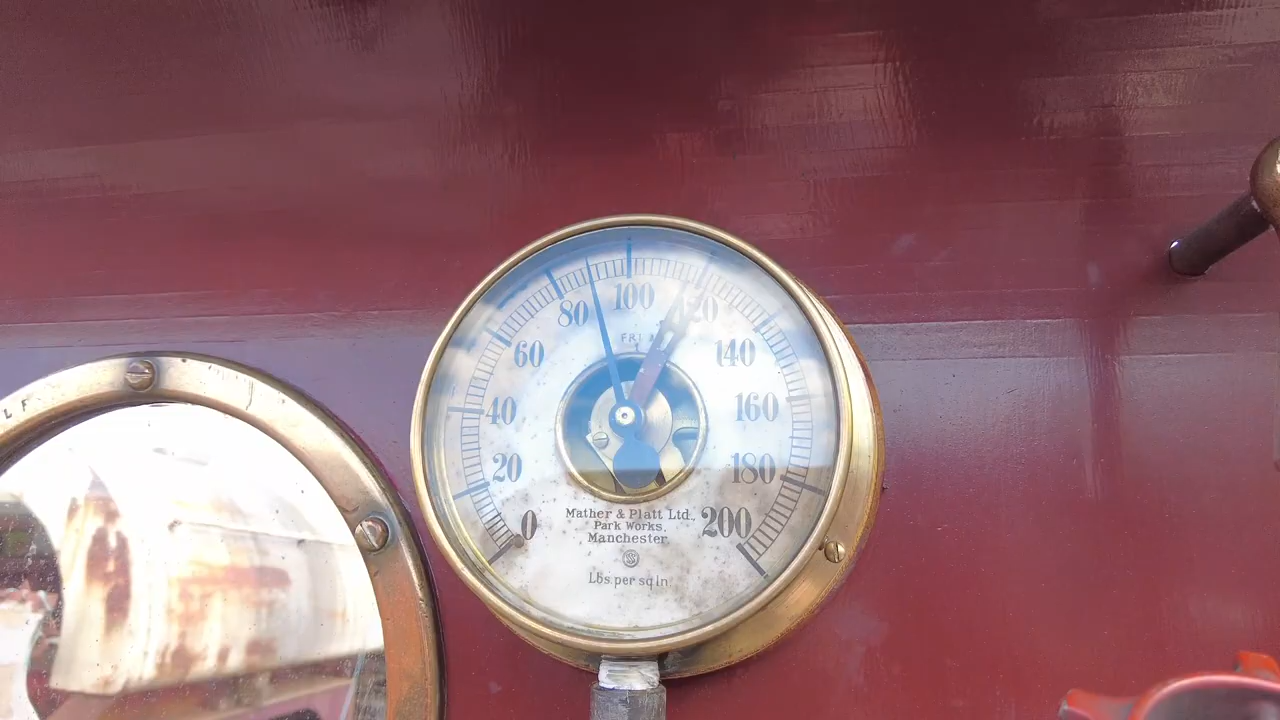 LF
100
80
120
60
140
40
160
20
180
0
200
Mather & Platt Ltd.,
Park Works,
Manchester.
Lbs. per sq in.